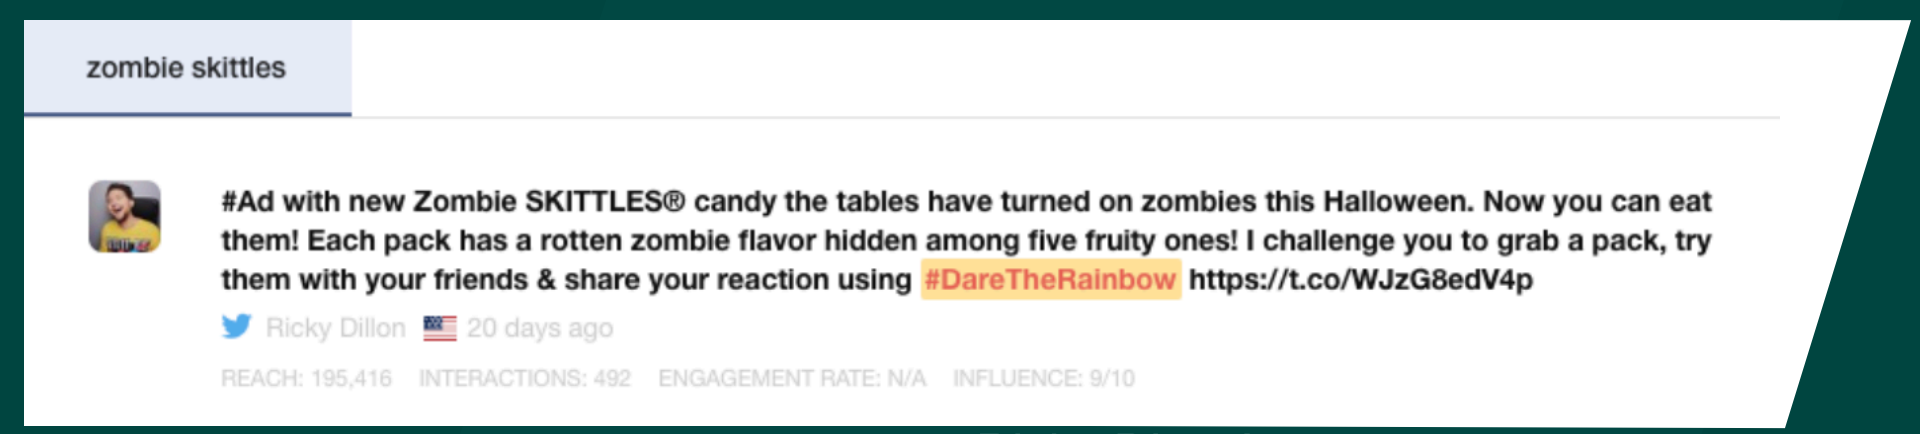 zombie skittles
#Ad with new Zombie SKITTLES® candy the tables have turned on zombies this Halloween. Now you can eat
them! Each pack has a rotten zombie flavor hidden among five fruity ones! I challenge you to grab a pack, try
them with your friends & share your reaction using #DareTheRainbow https://t.co/WJzG8edV4p
Ricky Dillon 20 days ago
REACH: 195,416 INTERACTIONS: 492 ENGAGEMENT RATE: N/A INFLUENCE: 9/10